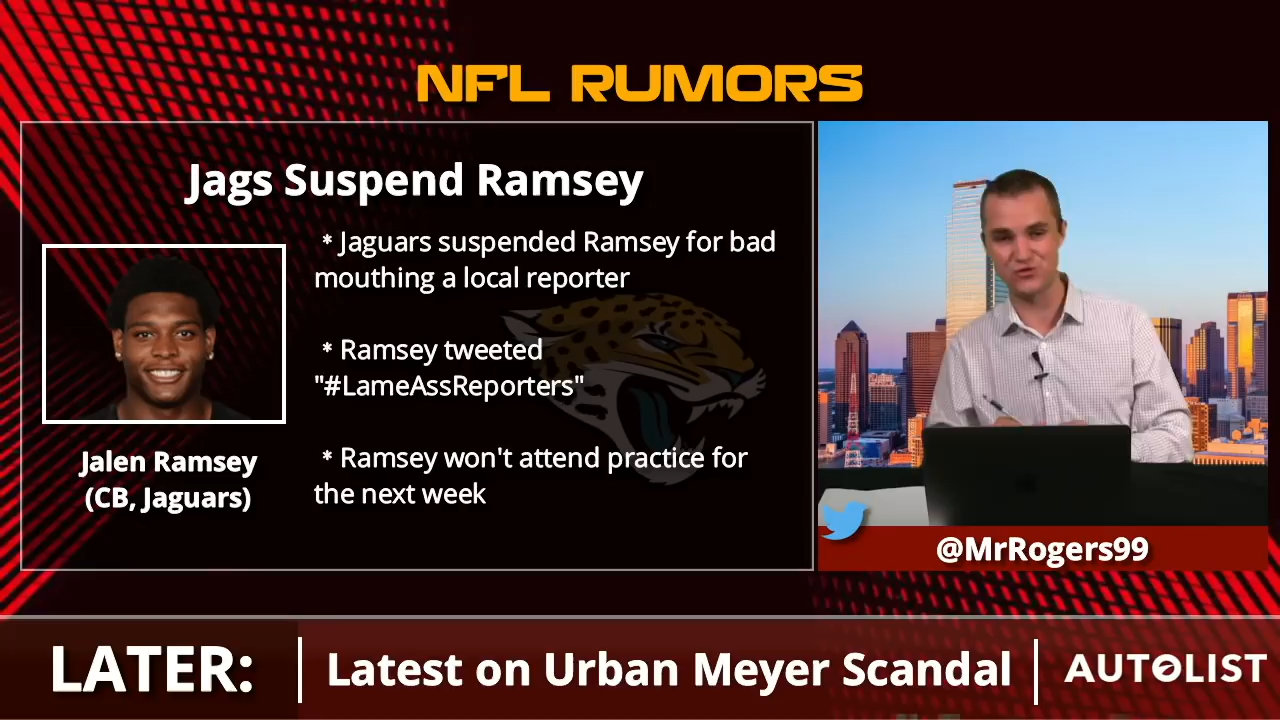 NFL RUMORS
Jags Suspend Ramsey
* Jaguars suspended Ramsey for bad
mouthing a local reporter
* Ramsey tweeted
"#LameAssReporters"
* Ramsey won't attend practice for
the next week
Jalen Ramsey
(CB, Jaguars)
@MrRogers99
LATER:
Latest on Urban Meyer Scandal
AUTOLIST